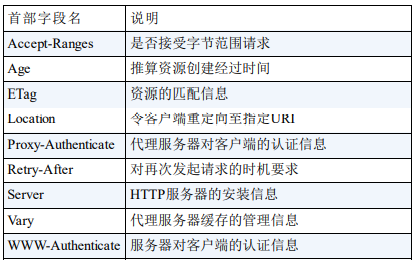 首部字段名 说明
Accept-Ranges 是否接受字节范围请求
Age 推算资源创建经过时间
ETag 资源的匹配信息
Location 令客户端重定向至指定URI
Proxy-Authenticate 代理服务器对客户端的认证信息
Retry-After 对再次发起请求的时机要求
Server HTTP服务器的安装信息
Vary 代理服务器缓存的管理信息
WWW-Authenticate 服务器对客户端的认证信息